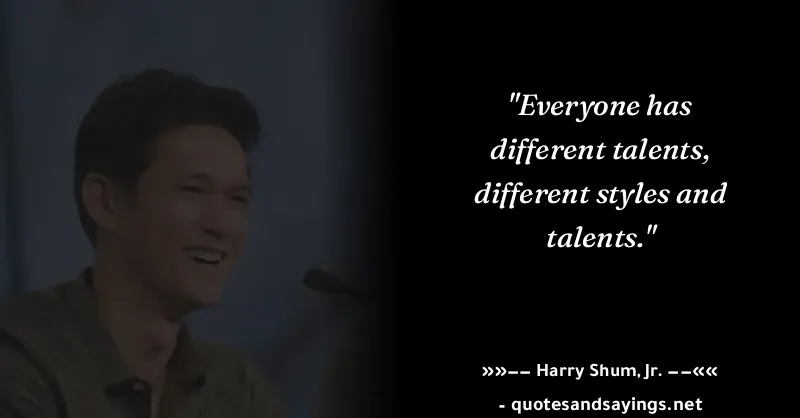 "Everyone has
different talents,
different styles and
talents."
»»–– Harry Shum, Jr. ––««
- quotesandsayings.net